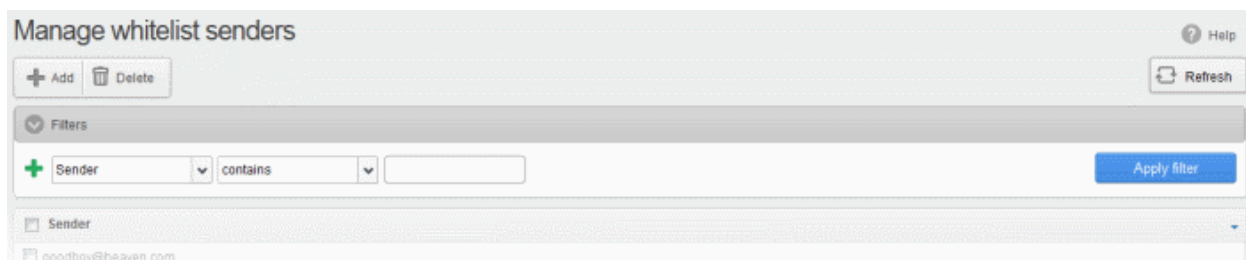 Manage whitelist senders
Help
Add Delete
Refresh
Filters
Sender contains
Apply filter
Sender
goodboy@heaven.com